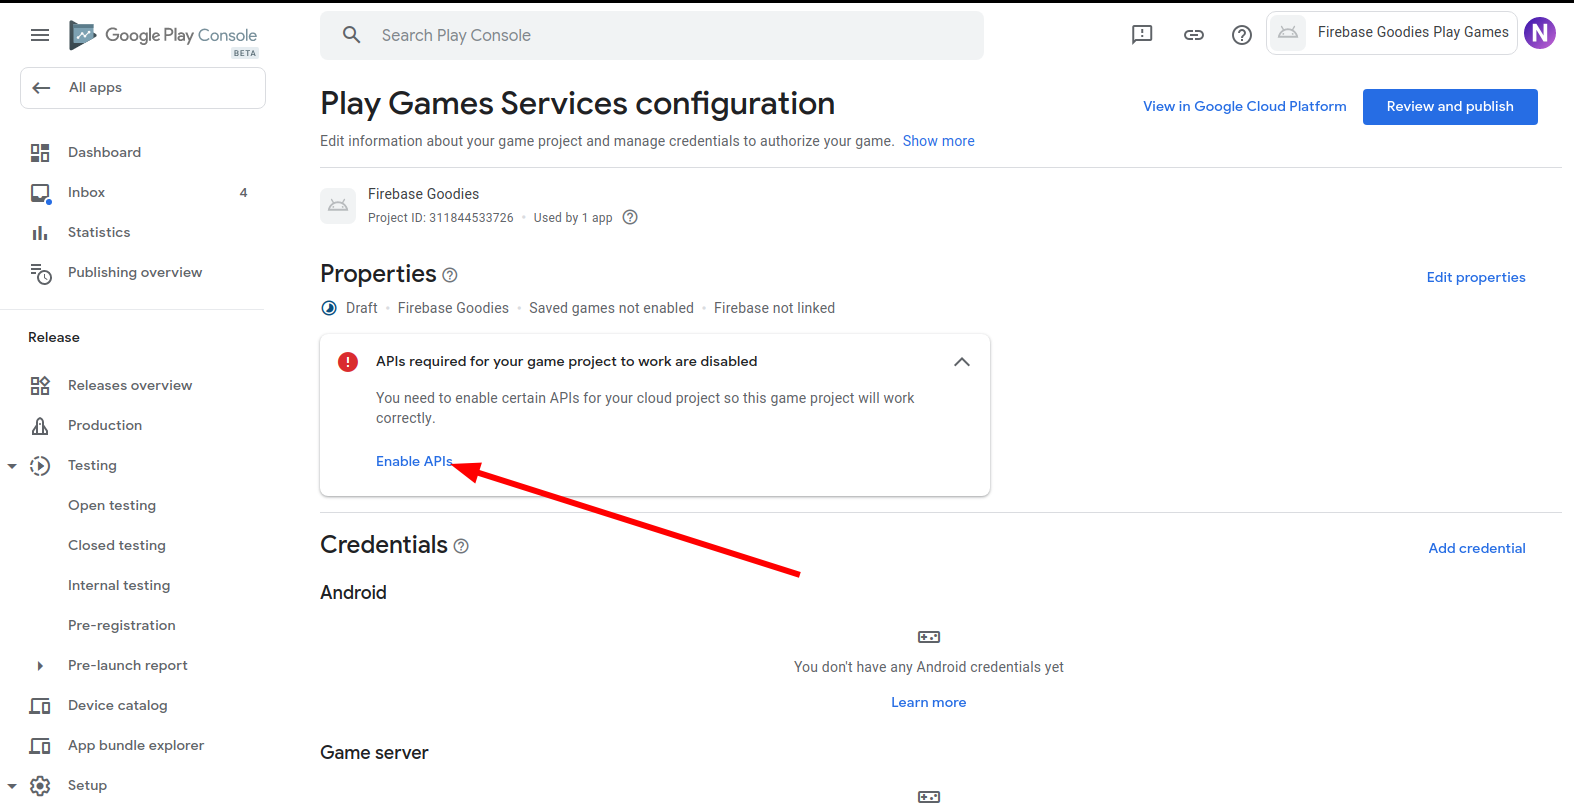 Google Play Console
BETA
Search Play Console
Firebase Goodies Play Games
N
All apps
Dashboard
Inbox 4
Statistics
Publishing overview
Release
Releases overview
Production
Testing
Open testing
Closed testing
Internal testing
Pre-registration
Pre-launch report
Device catalog
App bundle explorer
Setup
Play Games Services configuration
View in Google Cloud Platform
Review and publish
Edit information about your game project and manage credentials to authorize your game. Show more
Firebase Goodies
Project ID: 311844533726 • Used by 1 app
Properties
Edit properties
Draft • Firebase Goodies • Saved games not enabled • Firebase not linked
APIs required for your game project to work are disabled
You need to enable certain APIs for your cloud project so this game project will work
correctly.
Enable APIs
Credentials
Add credential
Android
You don't have any Android credentials yet
Learn more
Game server